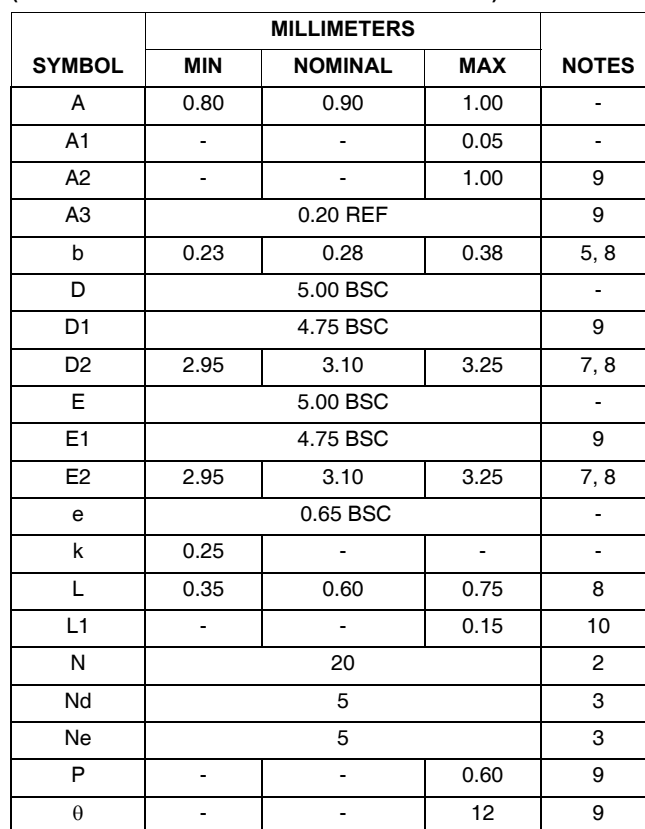 MILLIMETERS
SYMBOL MIN NOMINAL MAX NOTES
A 0.80 0.90 1.00 -
A1 - - 0.05 -
A2 - - 1.00 9
A3 0.20 REF 9
b 0.23 0.28 0.38 5, 8
D 5.00 BSC -
D1 4.75 BSC 9
D2 2.95 3.10 3.25 7, 8
E 5.00 BSC -
E1 4.75 BSC 9
E2 2.95 3.10 3.25 7, 8
e 0.65 BSC -
k 0.25 - - -
L 0.35 0.60 0.75 8
L1 - - 0.15 10
N 20 2
Nd 5 3
Ne 5 3
P - - 0.60 9
θ - - 12 9